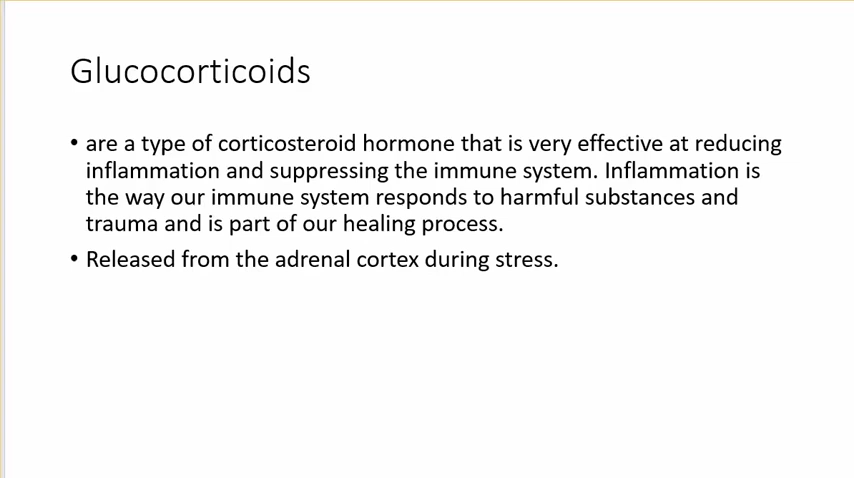 Glucocorticoids
• are a type of corticosteroid hormone that is very effective at reducing
inflammation and suppressing the immune system. Inflammation is
the way our immune system responds to harmful substances and
trauma and is part of our healing process.
• Released from the adrenal cortex during stress.